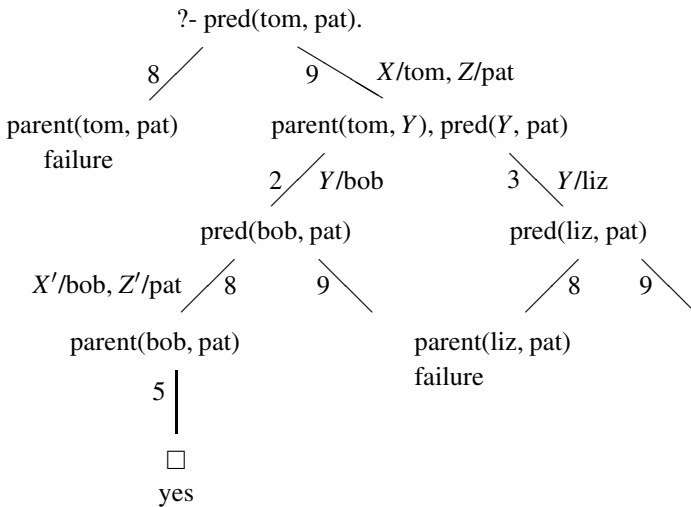 ?- pred(tom, pat).
8 9 X/tom, Z/pat
parent(tom, pat) parent(tom, Y), pred(Y, pat)
failure
2 Y/bob 3 Y/liz
pred(bob, pat) pred(liz, pat)
X′/bob, Z′/pat 8 9 8 9
parent(bob, pat) parent(liz, pat)
failure
5
□
yes